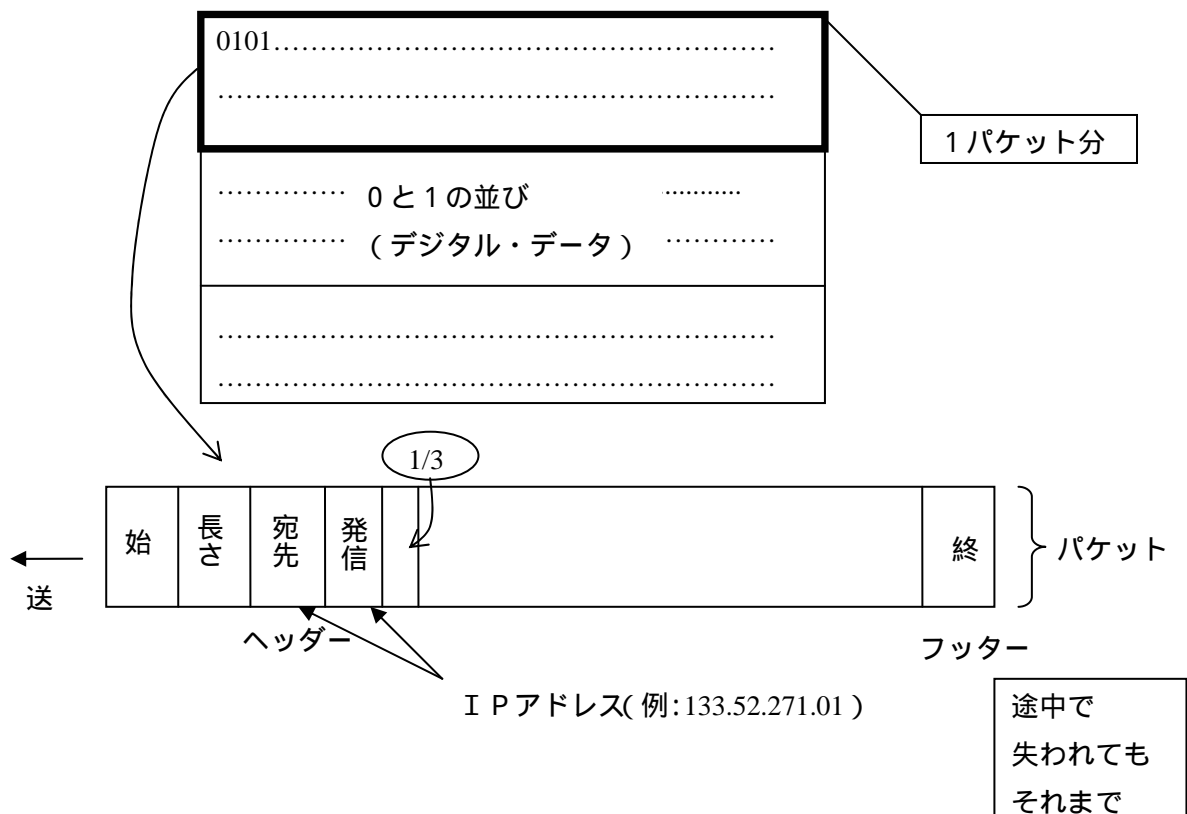 0101..............................................................
......................................................................
1パケット分
................ 0と1の並び ...........
................ (デジタル・データ) ..............
......................................................................
......................................................................
1/3
始
長さ
宛先
発信
終
パケット
送
ヘッダー
フッター
IPアドレス(例:133.52.271.01)
途中で
失われても
それまで